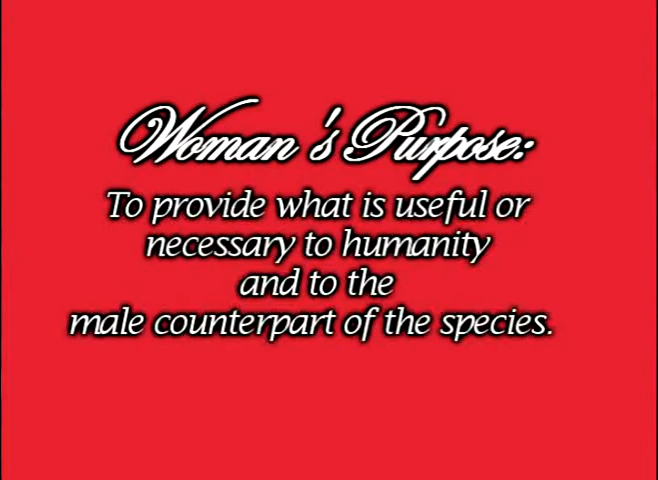 Woman's Purpose:
To provide what is useful or
necessary to humanity
and to the
male counterpart of the species.